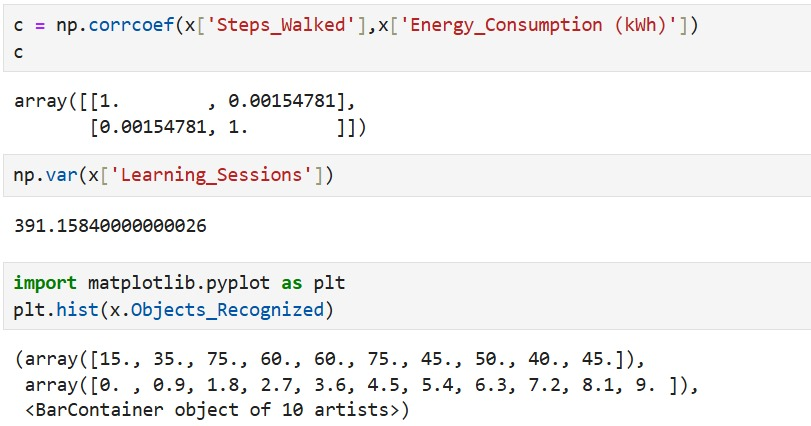 c = np.corrcoef(x['Steps_Walked'],x['Energy_Consumption (kWh)'])
c
array([[1.        , 0.00154781],
       [0.00154781, 1.        ]])
np.var(x['Learning_Sessions'])
391.15840000000026
import matplotlib.pyplot as plt
plt.hist(x.Objects_Recognized)
(array([15., 35., 75., 60., 60., 75., 45., 50., 40., 45.]),
 array([0. , 0.9, 1.8, 2.7, 3.6, 4.5, 5.4, 6.3, 7.2, 8.1, 9. ]),
 <BarContainer object of 10 artists>)